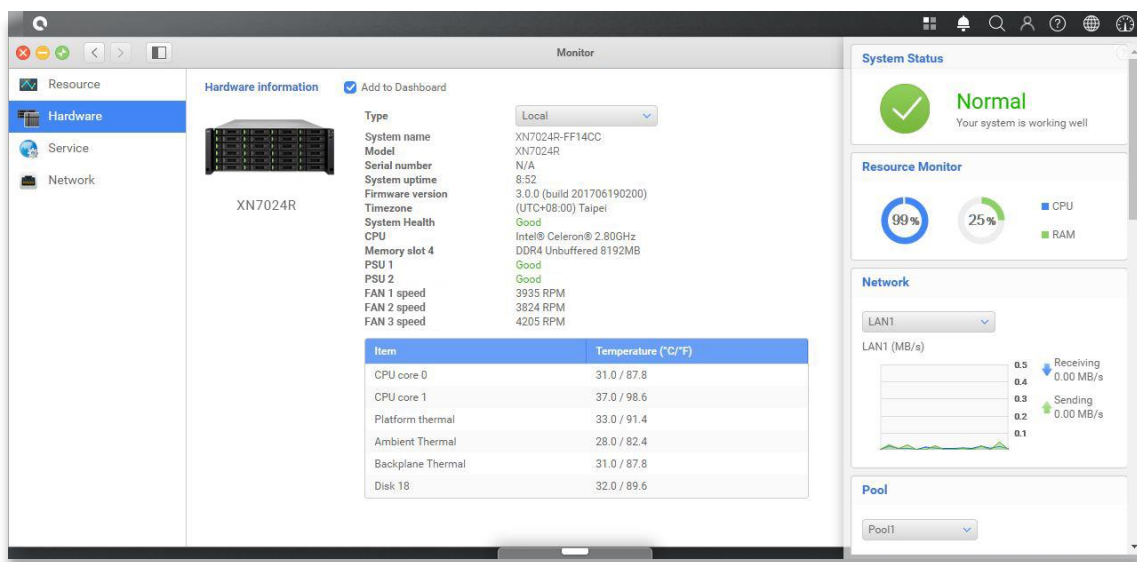 Monitor
Resource
Hardware
Service
Network
Hardware information
Add to Dashboard
XN7024R
Type Local
System name XN7024R-FF14CC
Model XN7024R
Serial number N/A
System uptime 8:52
Firmware version 3.0.0 (build 201706190200)
Timezone (UTC+08:00) Taipei
System Health Good
CPU Intel® Celeron® 2.80GHz
Memory slot 4 DDR4 Unbuffered 8192MB
PSU 1 Good
PSU 2 Good
FAN 1 speed 3935 RPM
FAN 2 speed 3824 RPM
FAN 3 speed 4205 RPM
Item Temperature (°C/°F)
CPU core 0 31.0 / 87.8
CPU core 1 37.0 / 98.6
Platform thermal 33.0 / 91.4
Ambient Thermal 28.0 / 82.4
Backplane Thermal 31.0 / 87.8
Disk 18 32.0 / 89.6
System Status
Normal
Your system is working well
Resource Monitor
99%
25%
CPU
RAM
Network
LAN1
LAN1 (MB/s)
0.5
0.4
0.3
0.2
0.1
Receiving
0.00 MB/s
Sending
0.00 MB/s
Pool
Pool1